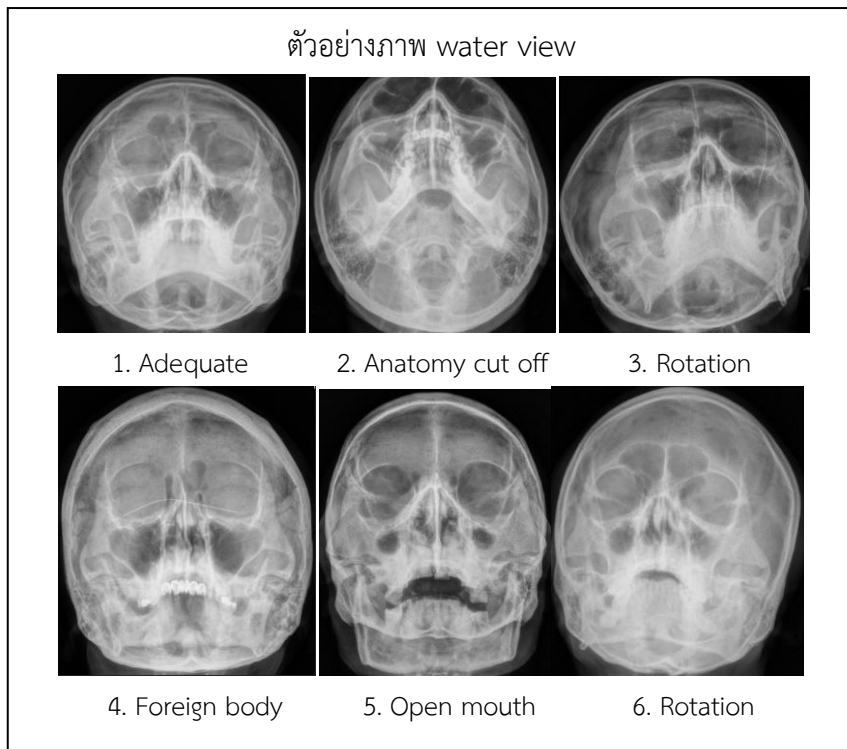 ตัวอย่างภาพ water view
1. Adequate
2. Anatomy cut off
3. Rotation
4. Foreign body
5. Open mouth
6. Rotation